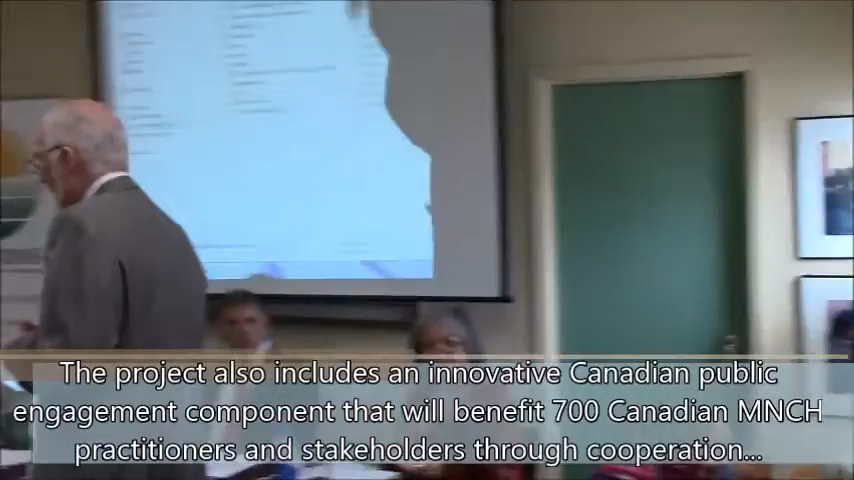 The project also includes an innovative Canadian public
engagement component that will benefit 700 Canadian MNCH
practitioners and stakeholders through cooperation...